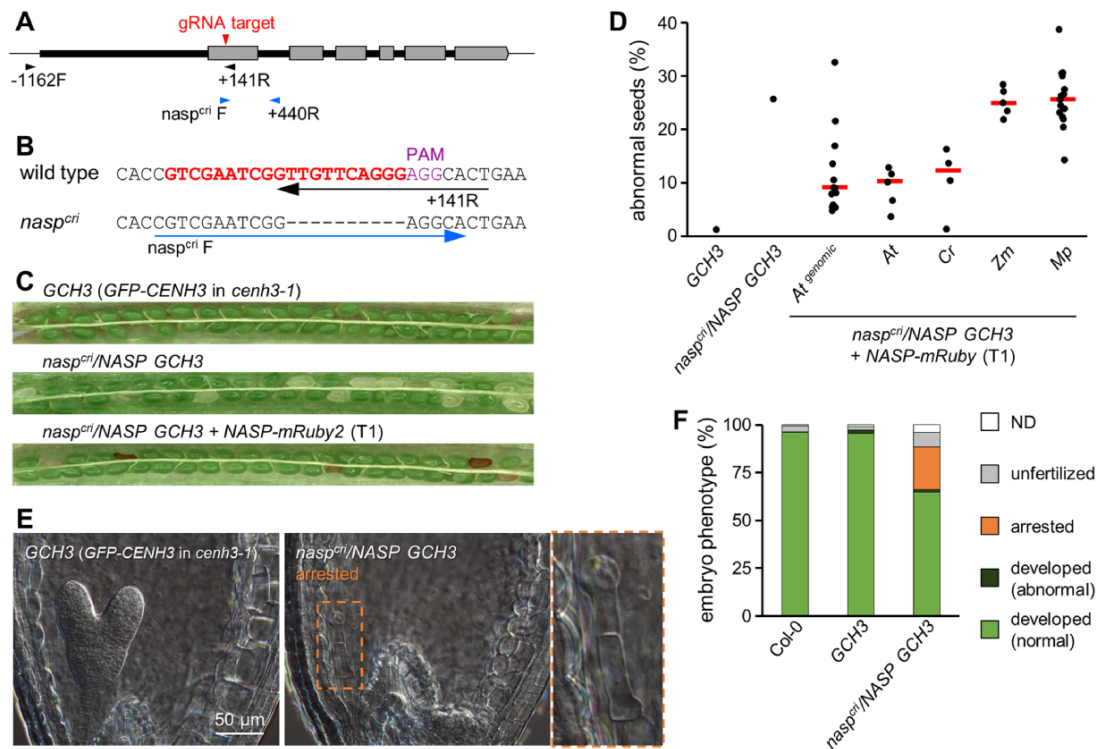 A
gRNA target
-1162F
+141R
nasp^cri F
+440R
B
PAM
wild type
CACCGTCGAATCGGTTGTTCAGGGAGGCACTGAA
+141R
nasp^cri
CACCGTCGAATCGG----------AGGCACTGAA
nasp^cri F
C
GCH3 (GFP-CENH3 in cenh3-1)
nasp^cri/NASP GCH3
nasp^cri/NASP GCH3 + NASP-mRuby2 (T1)
D
abnormal seeds (%)
40
30
20
10
0
GCH3
nasp^cri/NASP GCH3
At genomic
At
Cr
Zm
Mp
nasp^cri/NASP GCH3
+ NASP-mRuby (T1)
E
GCH3 (GFP-CENH3 in cenh3-1)
50 µm
nasp^cri/NASP GCH3
arrested
F
embryo phenotype (%)
100
75
50
25
0
Col-0
GCH3
nasp^cri/NASP GCH3
ND
unfertilized
arrested
developed
(abnormal)
developed
(normal)